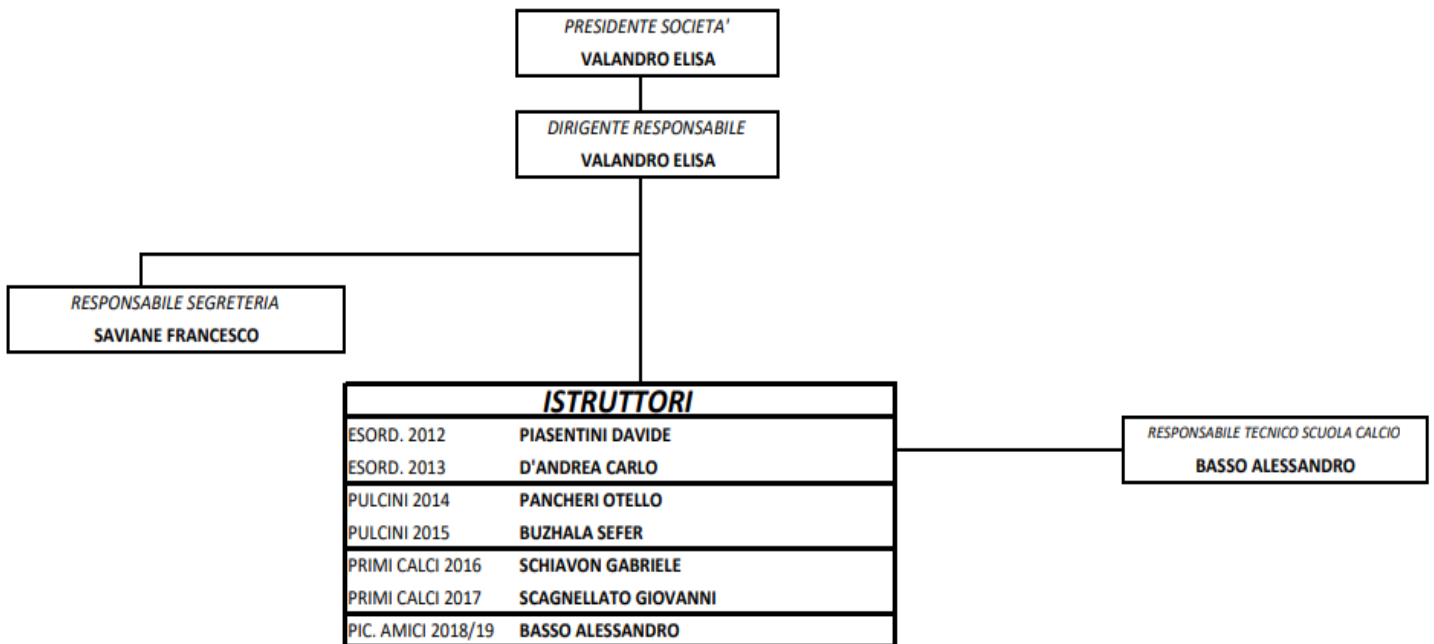 PRESIDENTE SOCIETA'
VALANDRO ELISA
DIRIGENTE RESPONSABILE
VALANDRO ELISA
RESPONSABILE SEGRETERIA
SAVIANE FRANCESCO
ISTRUTTORI
ESORD. 2012 PIASENTINI DAVIDE
ESORD. 2013 D'ANDREA CARLO
PULCINI 2014 PANCHERI OTELLO
PULCINI 2015 BUZHALA SEFER
PRIMI CALCI 2016 SCHIAVON GABRIELE
PRIMI CALCI 2017 SCAGNELLATO GIOVANNI
PIC. AMICI 2018/19 BASSO ALESSANDRO
RESPONSABILE TECNICO SCUOLA CALCIO
BASSO ALESSANDRO